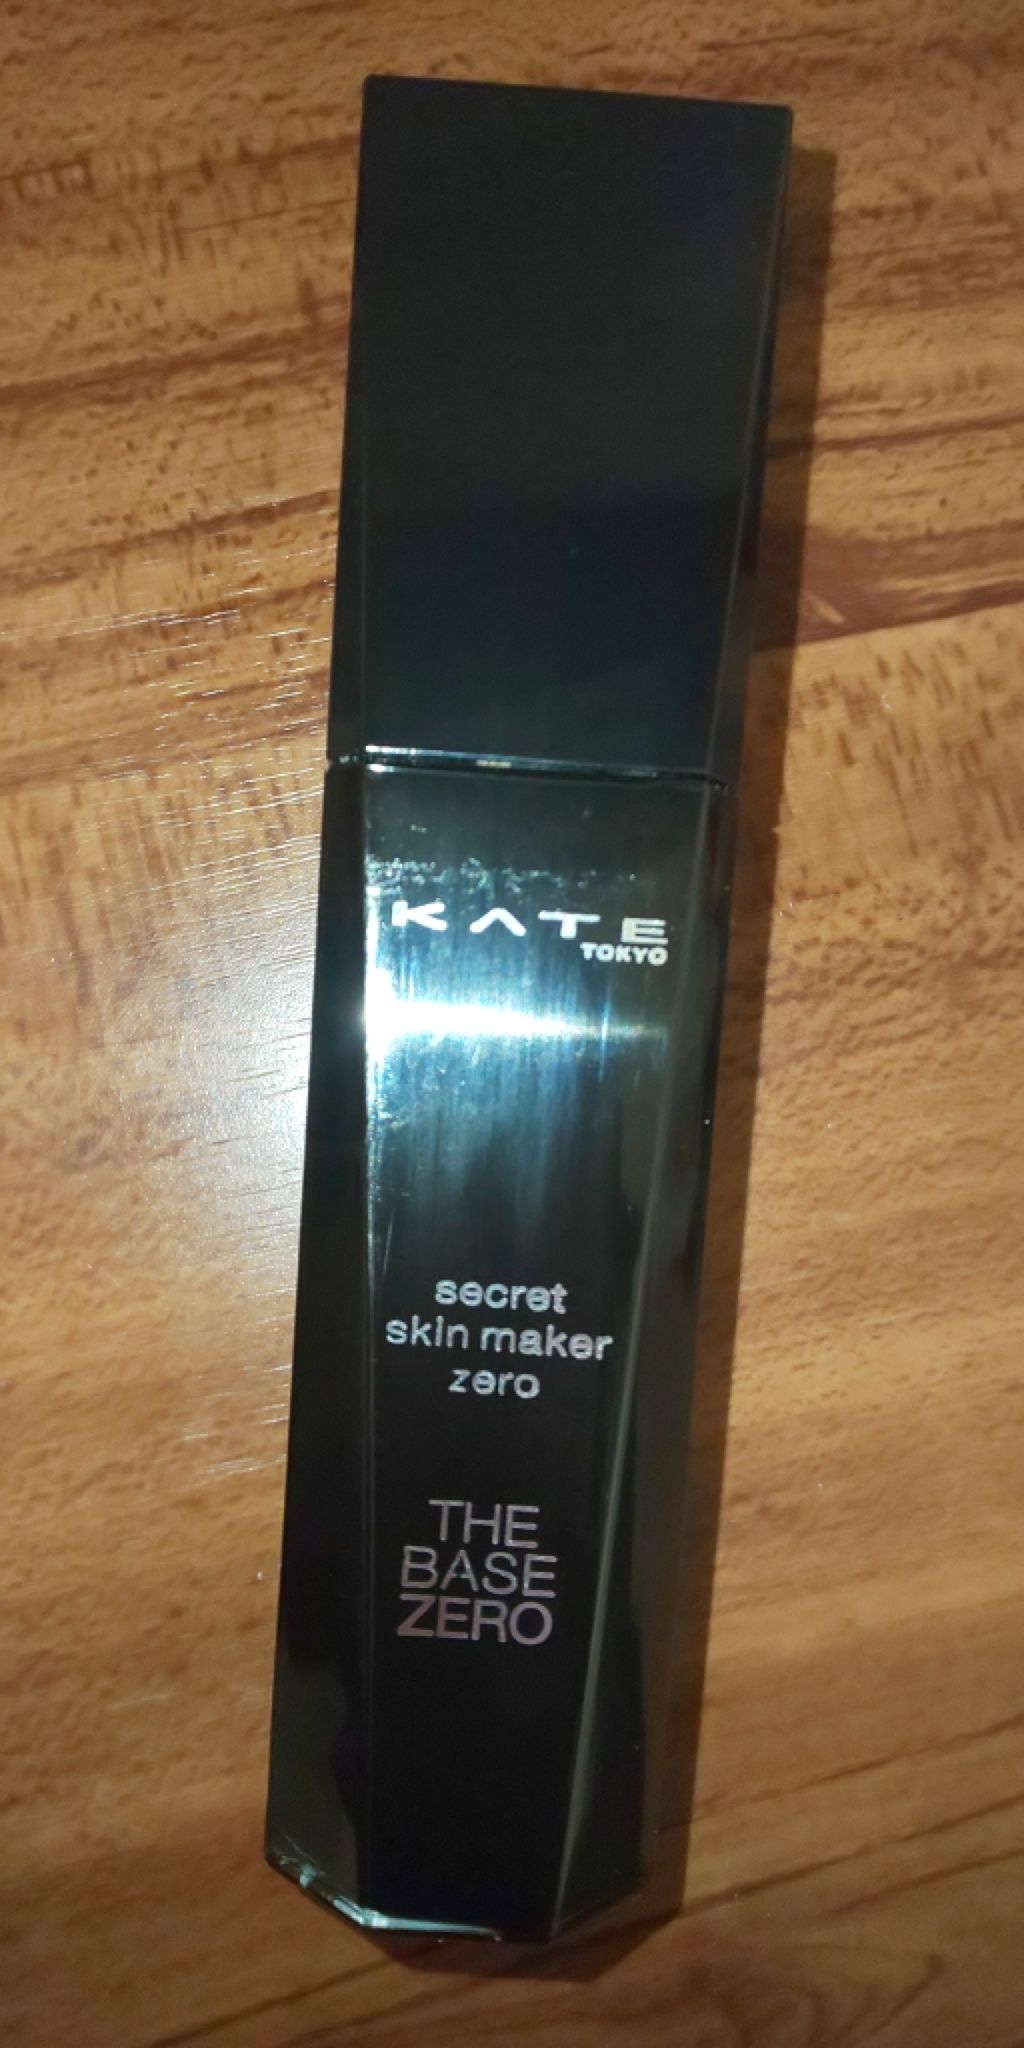 KATE
TOKYO
secret
skin maker
zero
THE
BASE
ZERO